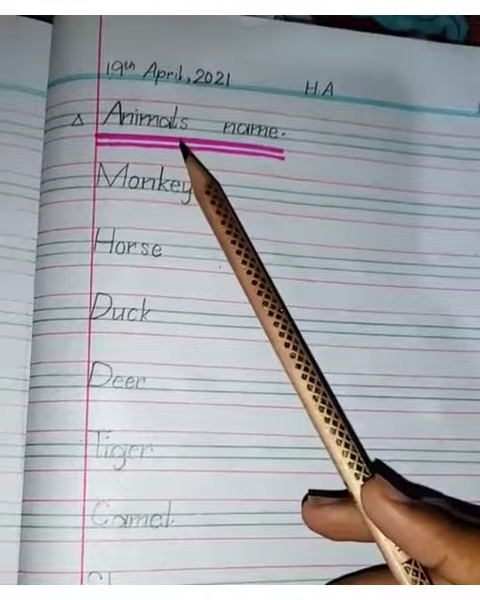 19th April, 2021 H.A
Animals name.
Monkey
Horse
Duck
Deer
Tiger
Camel